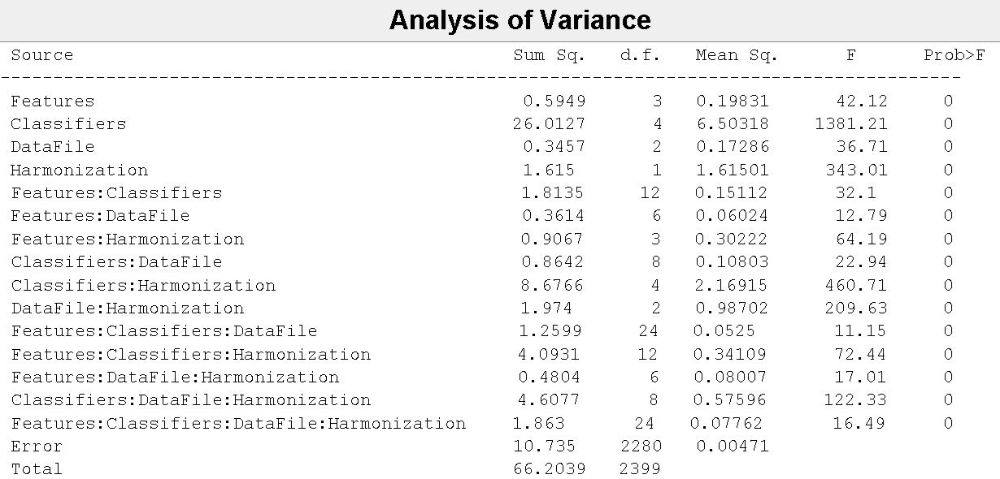 Analysis of Variance
Source Sum Sq. d.f. Mean Sq. F Prob>F
Features 0.5949 3 0.19831 42.12 0
Classifiers 26.0127 4 6.50318 1381.21 0
DataFile 0.3457 2 0.17286 36.71 0
Harmonization 1.615 1 1.61501 343.01 0
Features:Classifiers 1.8135 12 0.15112 32.1 0
Features:DataFile 0.3614 6 0.06024 12.79 0
Features:Harmonization 0.9067 3 0.30222 64.19 0
Classifiers:DataFile 0.8642 8 0.10803 22.94 0
Classifiers:Harmonization 8.6766 4 2.16915 460.71 0
DataFile:Harmonization 1.974 2 0.98702 209.63 0
Features:Classifiers:DataFile 1.2599 24 0.0525 11.15 0
Features:Classifiers:Harmonization 4.0931 12 0.34109 72.44 0
Features:DataFile:Harmonization 0.4804 6 0.08007 17.01 0
Classifiers:DataFile:Harmonization 4.6077 8 0.57596 122.33 0
Features:Classifiers:DataFile:Harmonization 1.863 24 0.07762 16.49 0
Error 10.735 2280 0.00471
Total 66.2039 2399